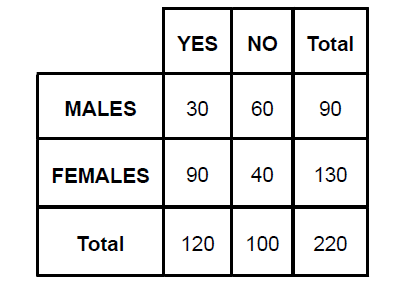 YES NO Total
MALES 30 60 90
FEMALES 90 40 130
Total 120 100 220